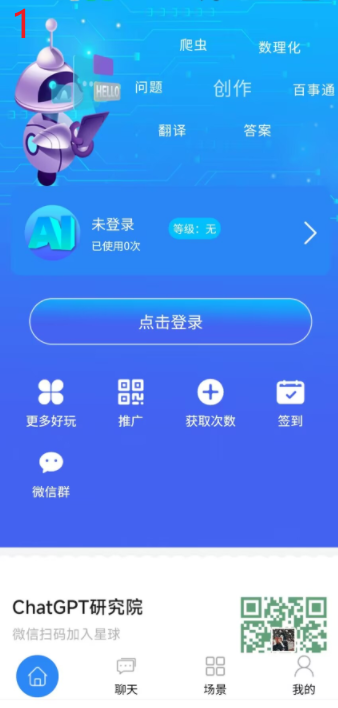 1
爬虫
数理化
HELLO
问题
创作
百事通
翻译
答案
AI
未登录
等级：无
已使用0次
点击登录
更多好玩
推广
获取次数
签到
微信群
ChatGPT研究院
微信扫码加入星球
聊天
场景
我的